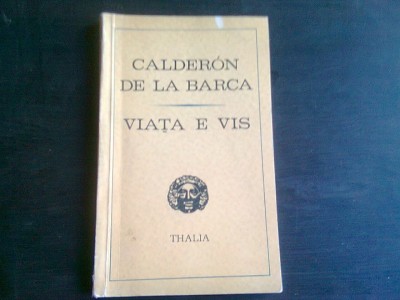 CALDERÓN
DE LA BARCA
VIAȚA E VIS
THALIA